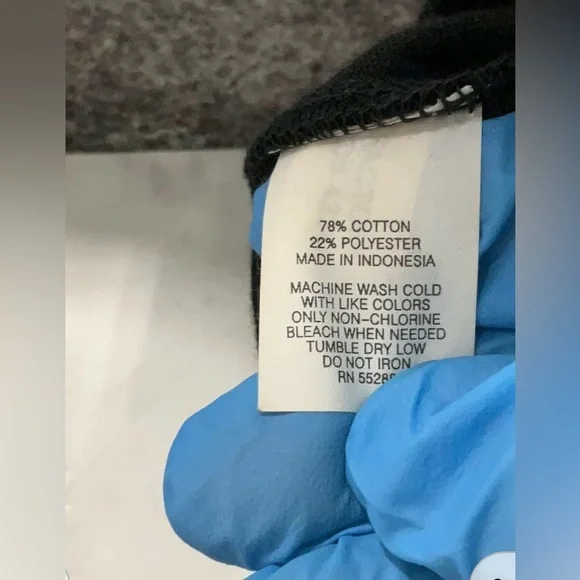 78% COTTON
22% POLYESTER
MADE IN INDONESIA
MACHINE WASH COLD
WITH LIKE COLORS
ONLY NON-CHLORINE
BLEACH WHEN NEEDED
TUMBLE DRY LOW
DO NOT IRON
RN